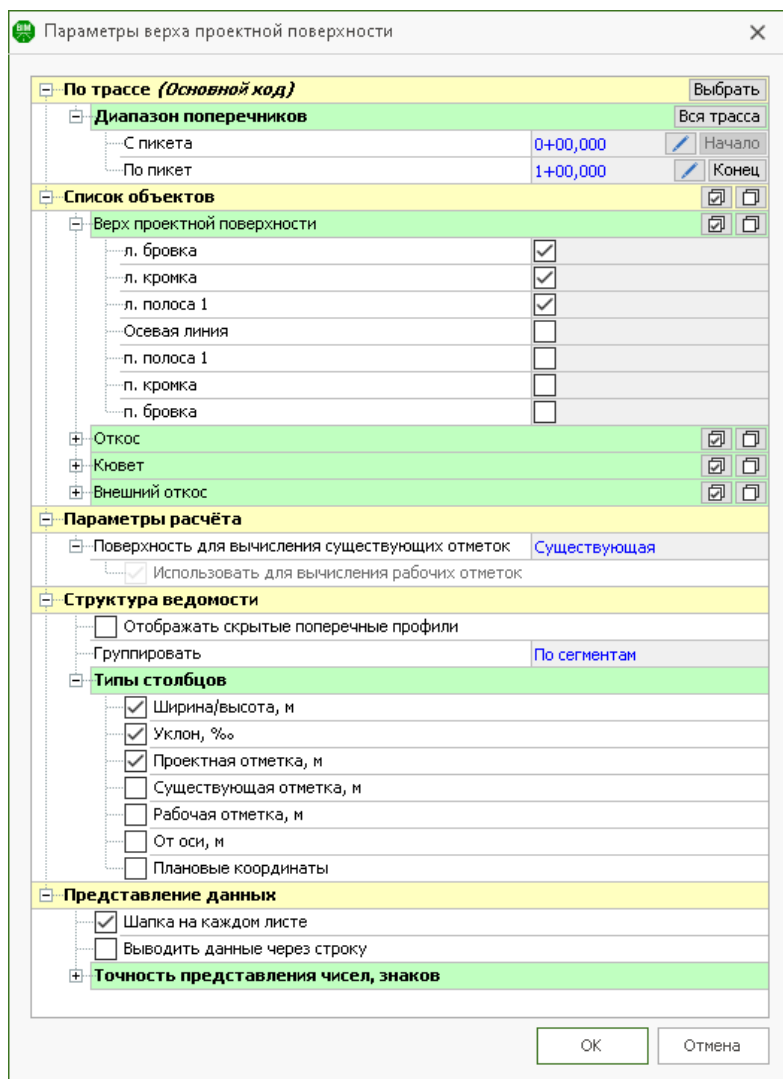 Параметры верха проектной поверхности
По трассе (Основной код) Выбрать
Диапазон поперечников Вся трасса
С пикета 0+00,000 Начало
По пикет 1+00,000 Конец
Список объектов
Верх проектной поверхности
л. бровка
л. кромка
л. полоса 1
Осевая линия
п. полоса 1
п. кромка
п. бровка
Откос
Кювет
Внешний откос
Параметры расчёта
Поверхность для вычисления существующих отметок Существующая
Использовать для вычисления рабочих отметок
Структура ведомости
Отображать скрытые поперечные профили
Группировать По сегментам
Типы столбцов
Ширина/высота, м
Уклон, ‰
Проектная отметка, м
Существующая отметка, м
Рабочая отметка, м
От оси, м
Плановые координаты
Представление данных
Шапка на каждом листе
Выводить данные через строку
Точность представления чисел, знаков
ОК Отмена